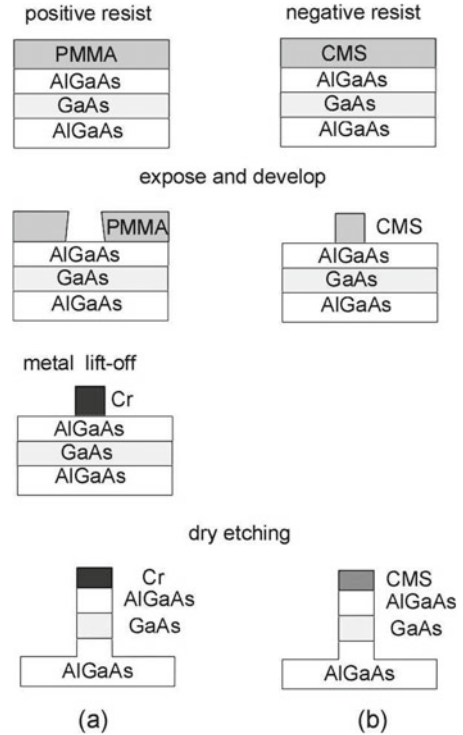 positive resist
negative resist
PMMA
AlGaAs
GaAs
AlGaAs
CMS
AlGaAs
GaAs
AlGaAs
expose and develop
PMMA
AlGaAs
GaAs
AlGaAs
CMS
AlGaAs
GaAs
AlGaAs
metal lift-off
Cr
AlGaAs
GaAs
AlGaAs
dry etching
Cr
AlGaAs
GaAs
AlGaAs
CMS
AlGaAs
GaAs
AlGaAs
(a)
(b)